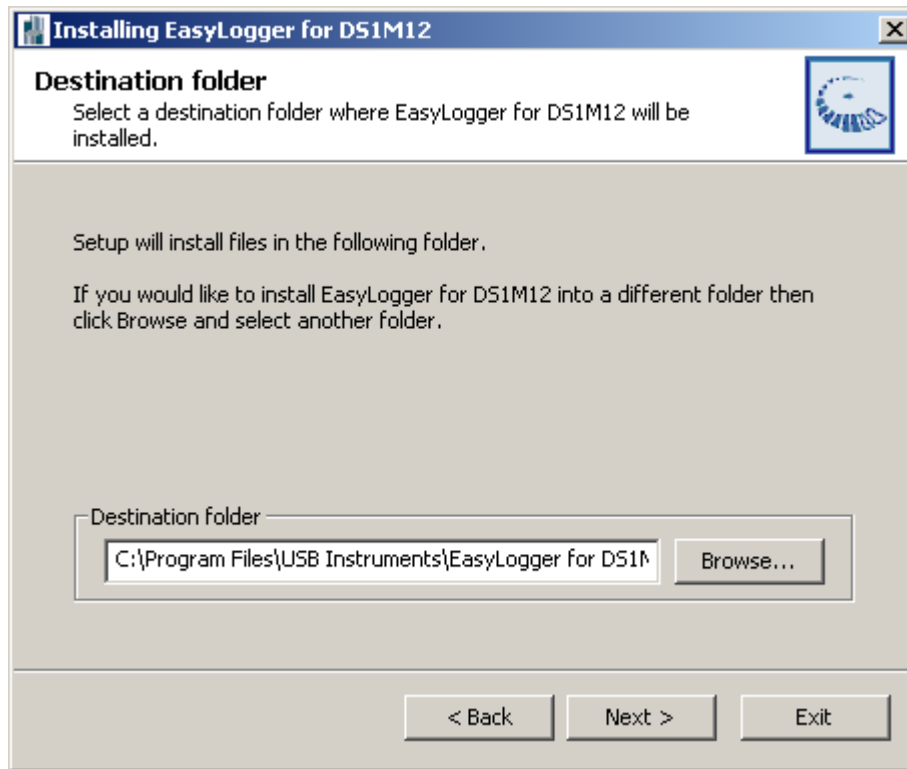 Installing EasyLogger for DS1M12
Destination folder
Select a destination folder where EasyLogger for DS1M12 will be
installed.
Setup will install files in the following folder.
If you would like to install EasyLogger for DS1M12 into a different folder then
click Browse and select another folder.
Destination folder
C:\Program Files\USB Instruments\EasyLogger for DS1M
Browse...
< Back
Next >
Exit